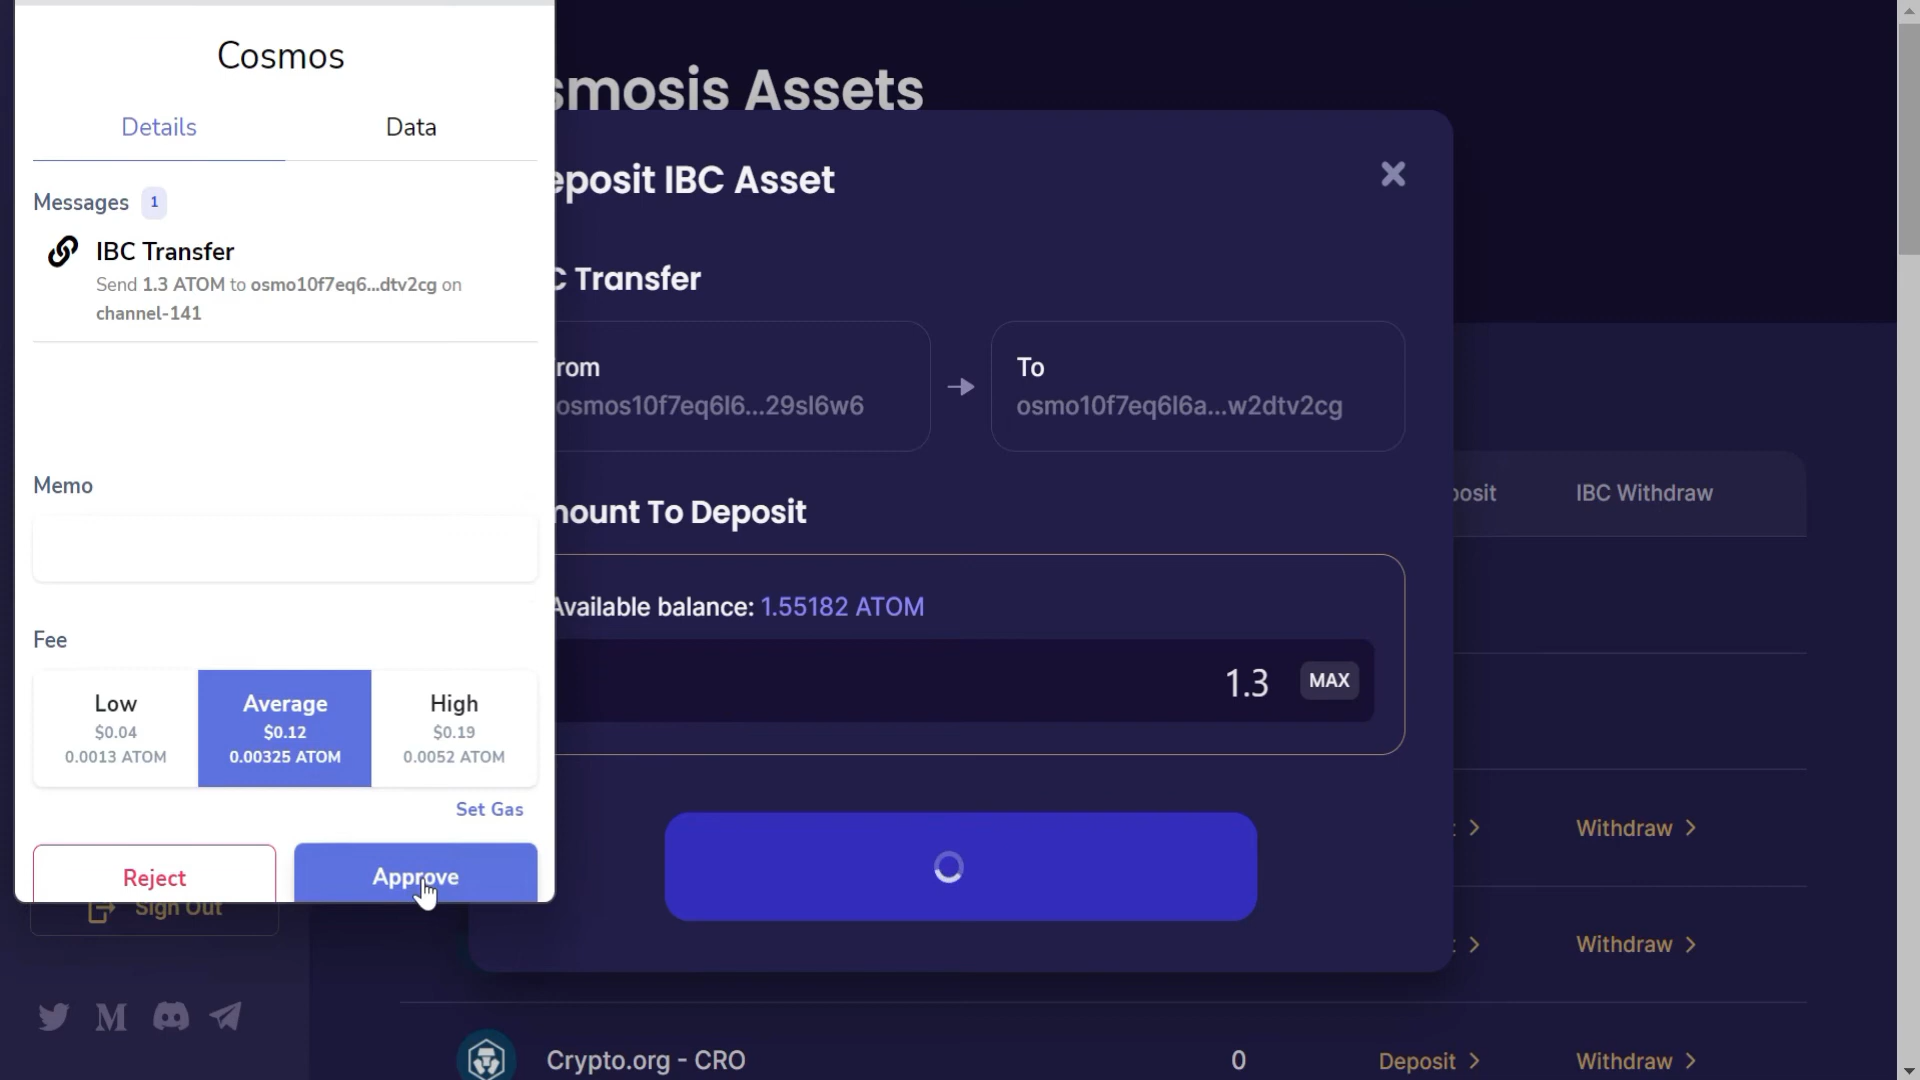 Cosmos
Details
Data
Messages 1
IBC Transfer
Send 1.3 ATOM to osmo10f7eq6...dtv2cg on
channel-141
Memo
Fee
Low
$0.04
0.0013 ATOM
Average
$0.12
0.00325 ATOM
High
$0.19
0.0052 ATOM
Set Gas
Reject
Approve
Sign Out
smosis Assets
eposit IBC Asset
C Transfer
rom
osmos10f7eq6l6...29sl6w6
To
osmo10f7eq6l6a...w2dtv2cg
ount To Deposit
Available balance: 1.55182 ATOM
1.3 MAX
posit
IBC Withdraw
Withdraw
Withdraw
Crypto.org - CRO
0
Deposit
Withdraw